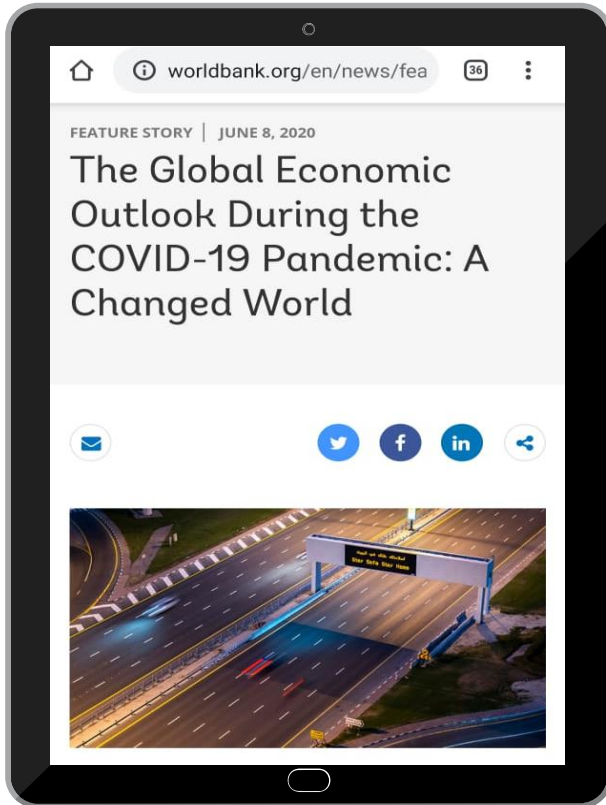 worldbank.org/en/news/fea
36
FEATURE STORY | JUNE 8, 2020
The Global Economic
Outlook During the
COVID-19 Pandemic: A
Changed World
f
in
Stay Safe Stay Home